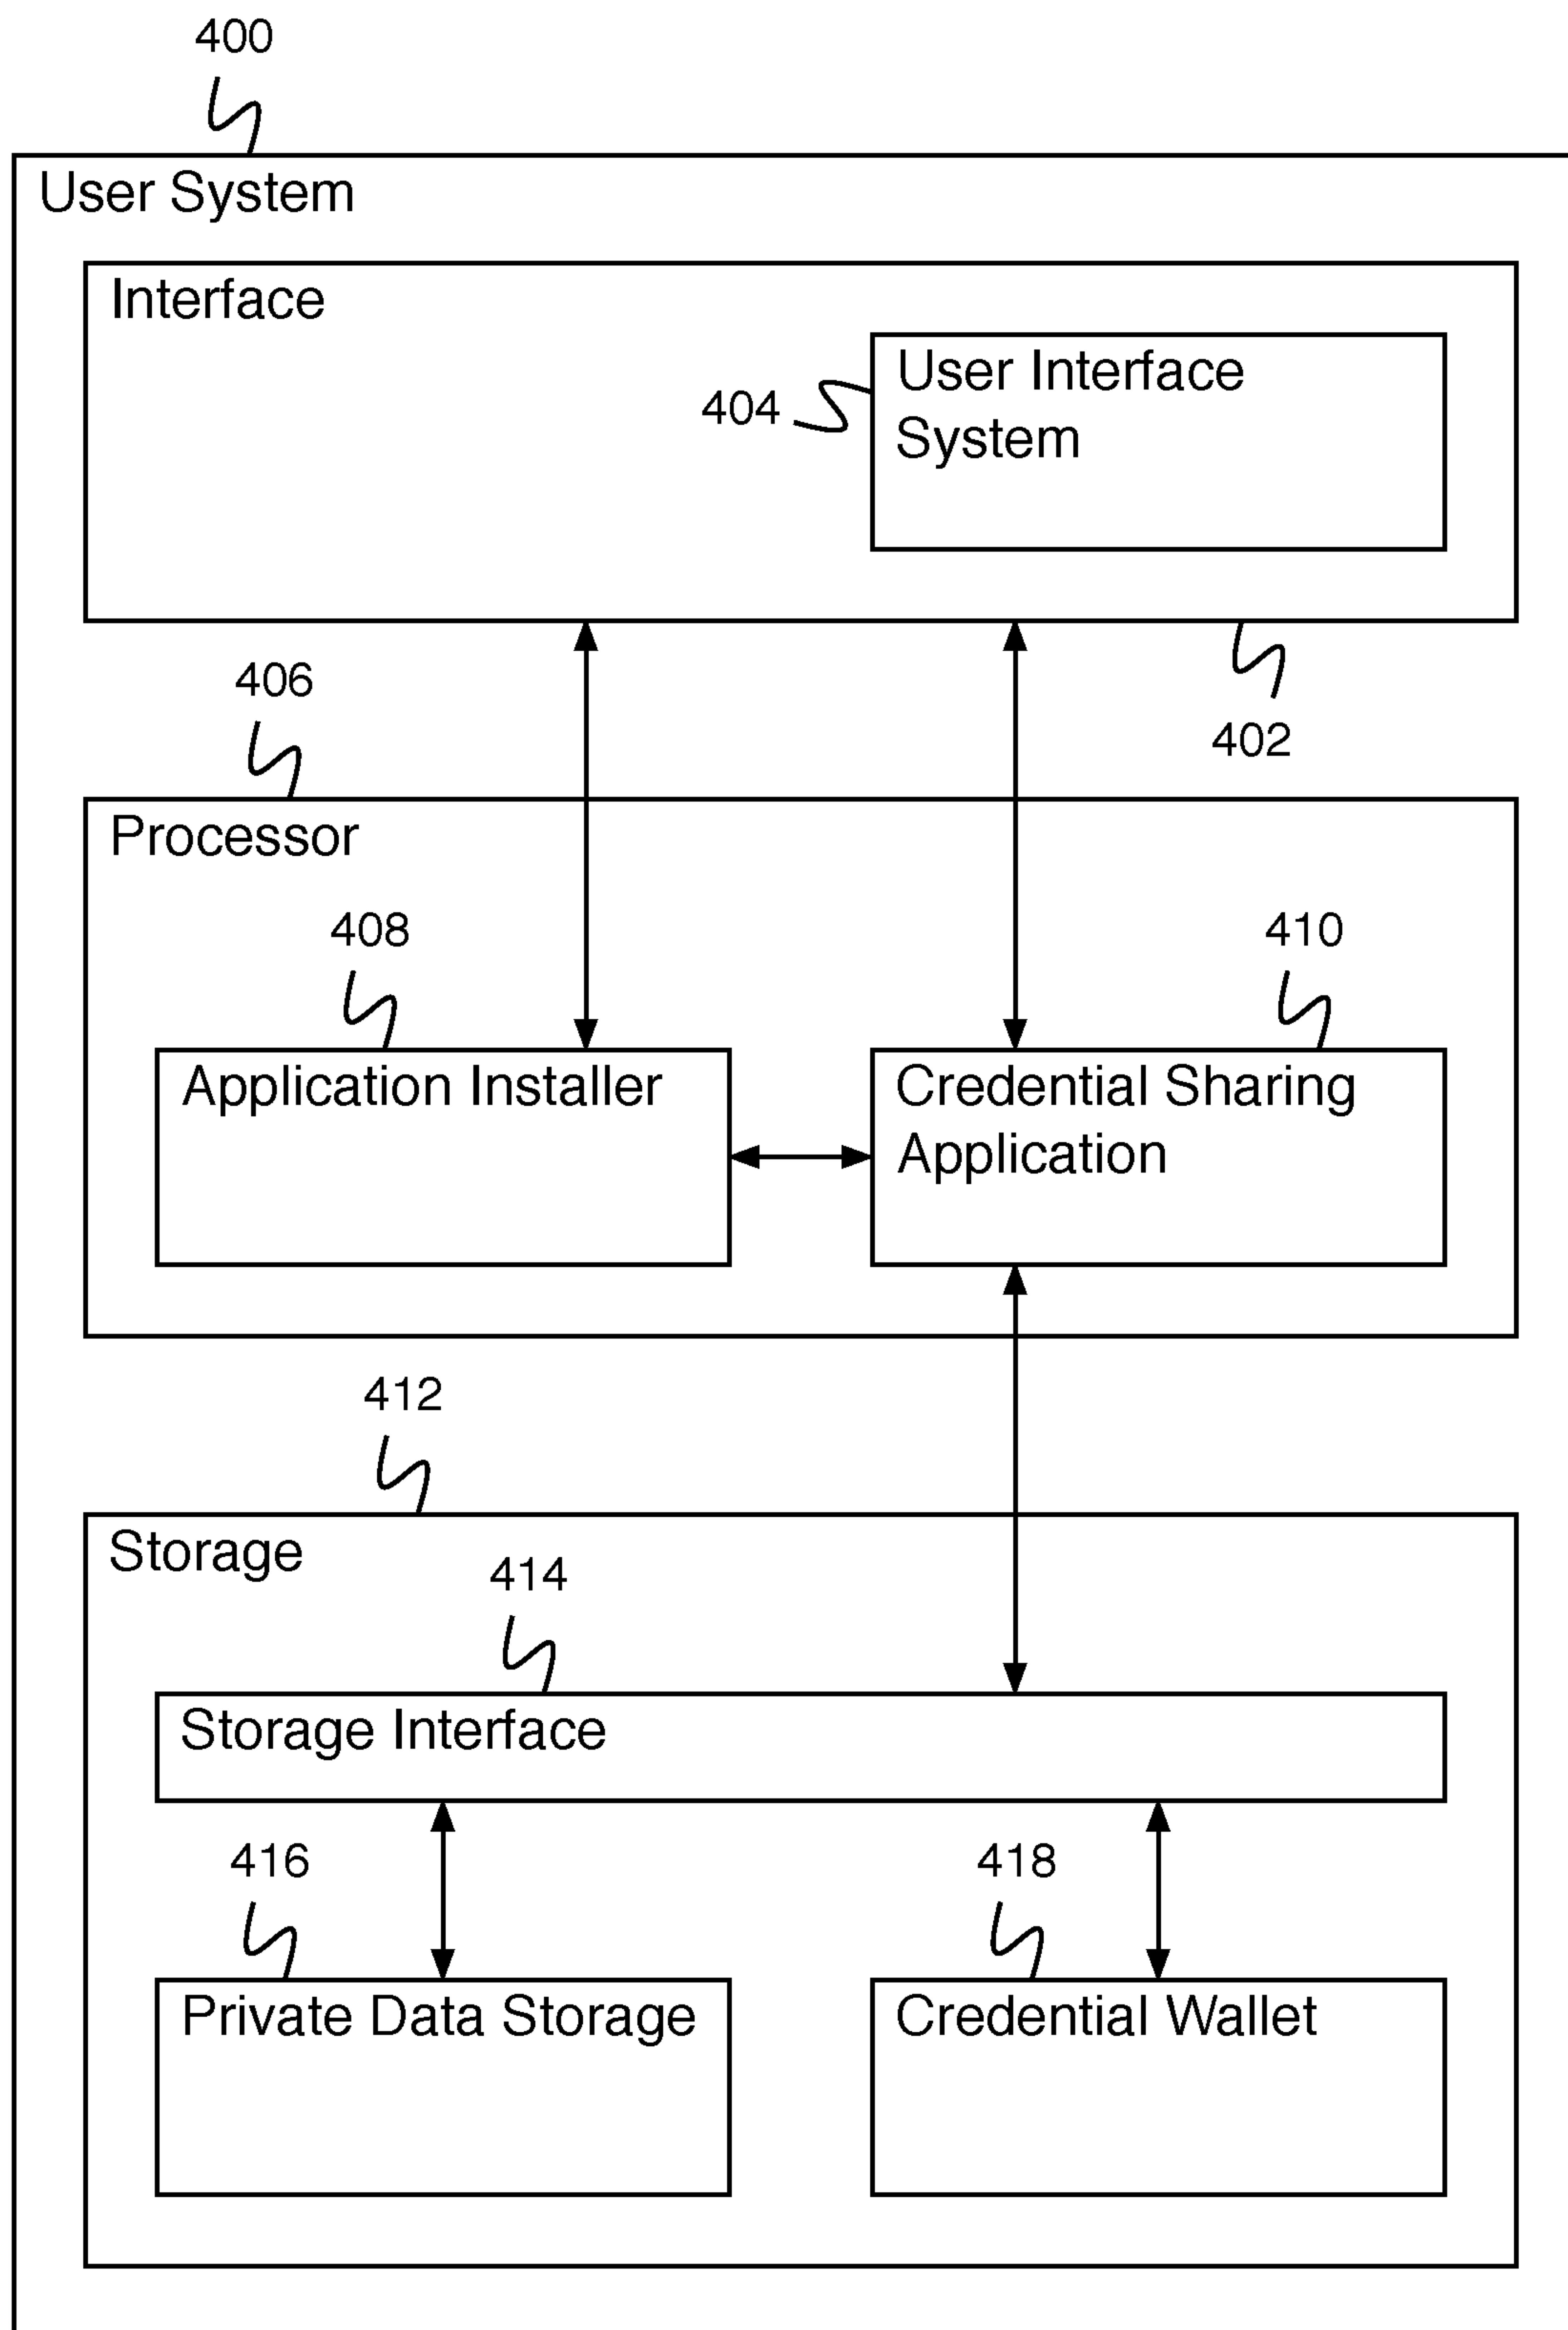 400
User System
Interface
User Interface
System
404
402
406
Processor
408
410
Application Installer
Credential Sharing
Application
412
Storage
414
Storage Interface
416
418
Private Data Storage
Credential Wallet